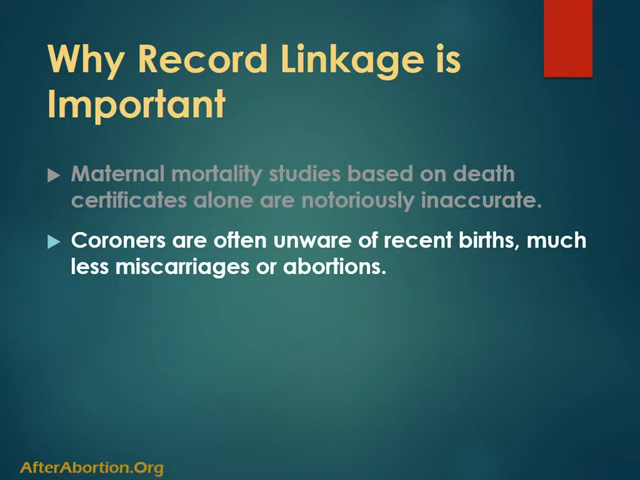 Why Record Linkage is
Important
Maternal mortality studies based on death
certificates alone are notoriously inaccurate.
Coroners are often unware of recent births, much
less miscarriages or abortions.
AfterAbortion.Org